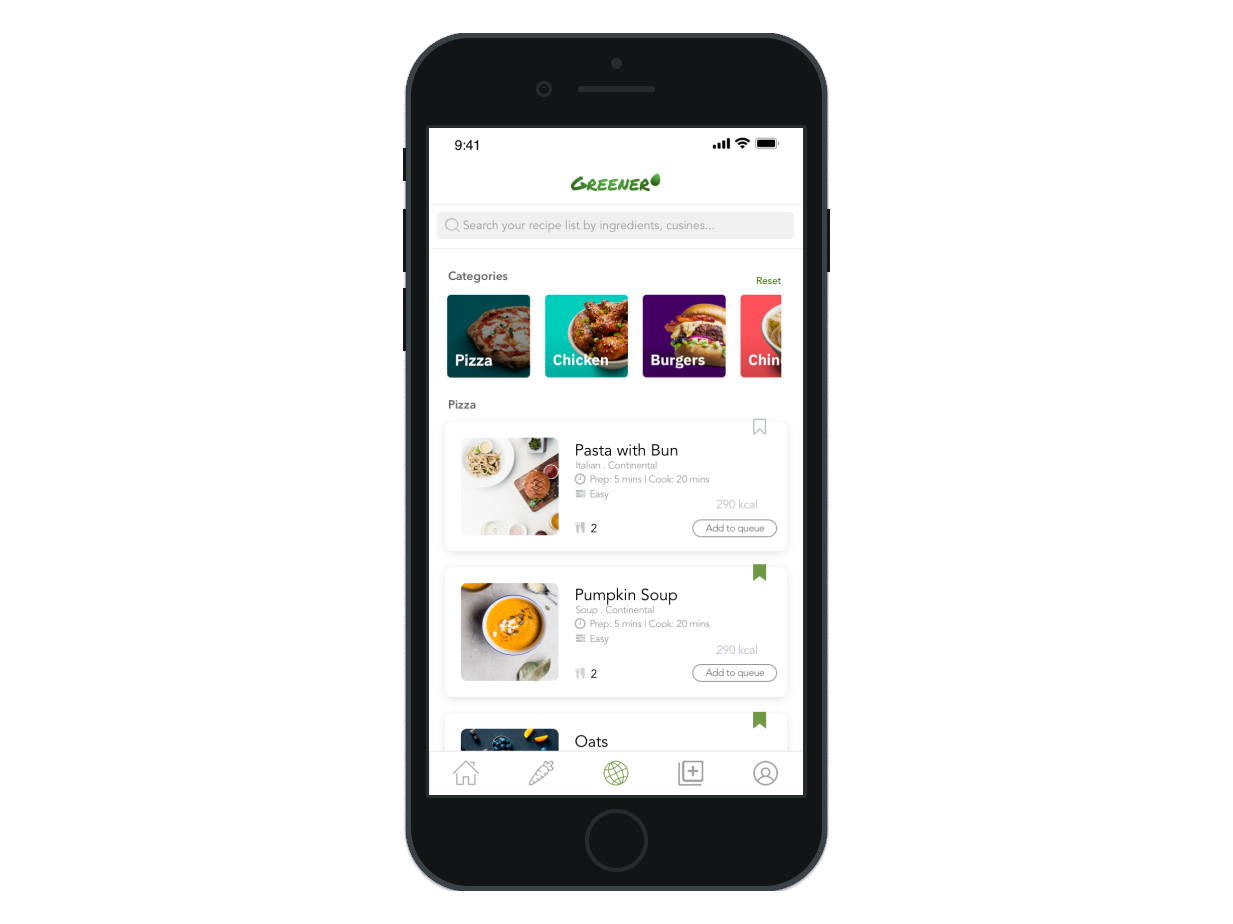 9:41
GREENER
Search your recipe list by ingredients, cusines...
Categories
Reset
Pizza
Chicken
Burgers
Chin
Pizza
Pasta with Bun
Italian . Continental
Prep: 5 mins | Cook: 20 mins
Easy
290 kcal
2
Add to queue
Pumpkin Soup
Soup . Continental
Prep: 5 mins | Cook: 20 mins
Easy
290 kcal
2
Add to queue
Oats